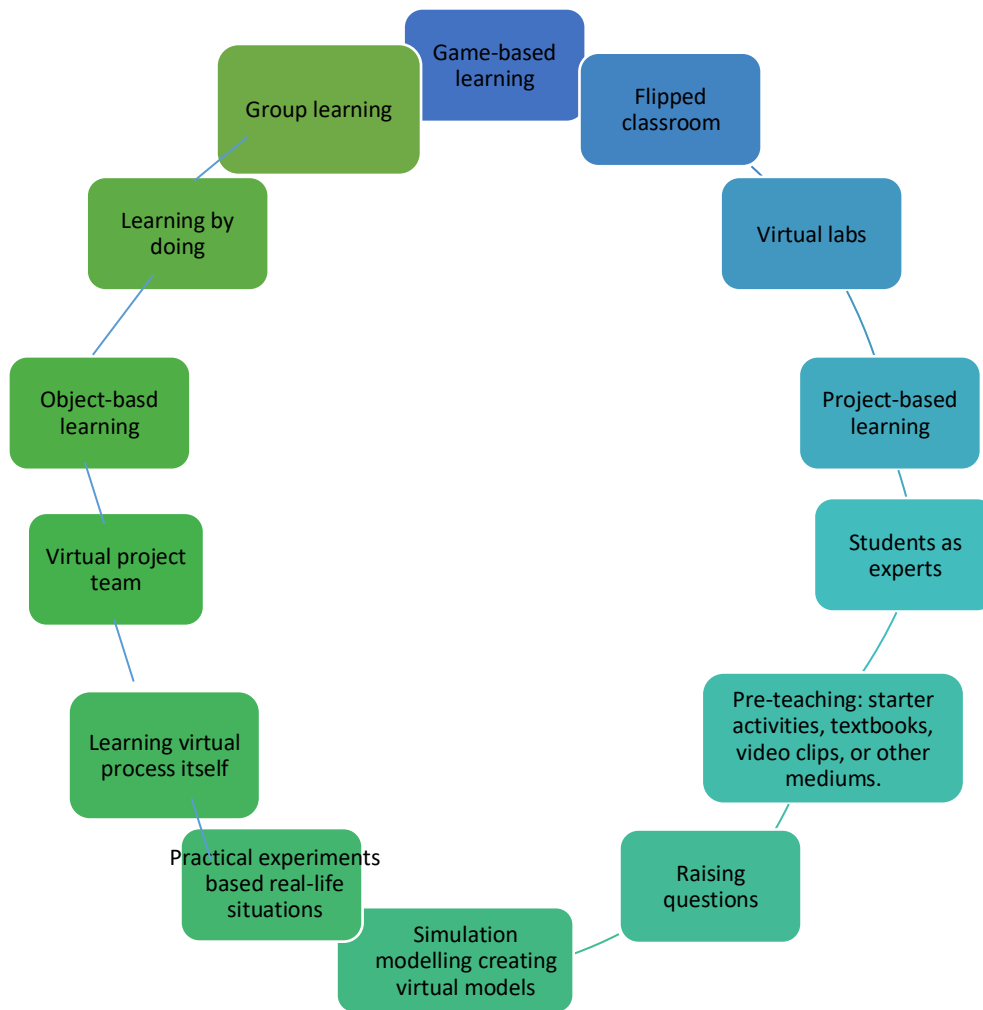 Game-based
learning
Flipped
classroom
Virtual labs
Project-based
learning
Students as
experts
Pre-teaching: starter
activities, textbooks,
video clips, or other
mediums.
Raising
questions
Simulation
modelling creating
virtual models
Practical experiments
based real-life
situations
Learning virtual
process itself
Virtual project
team
Object-basd
learning
Learning by
doing
Group learning